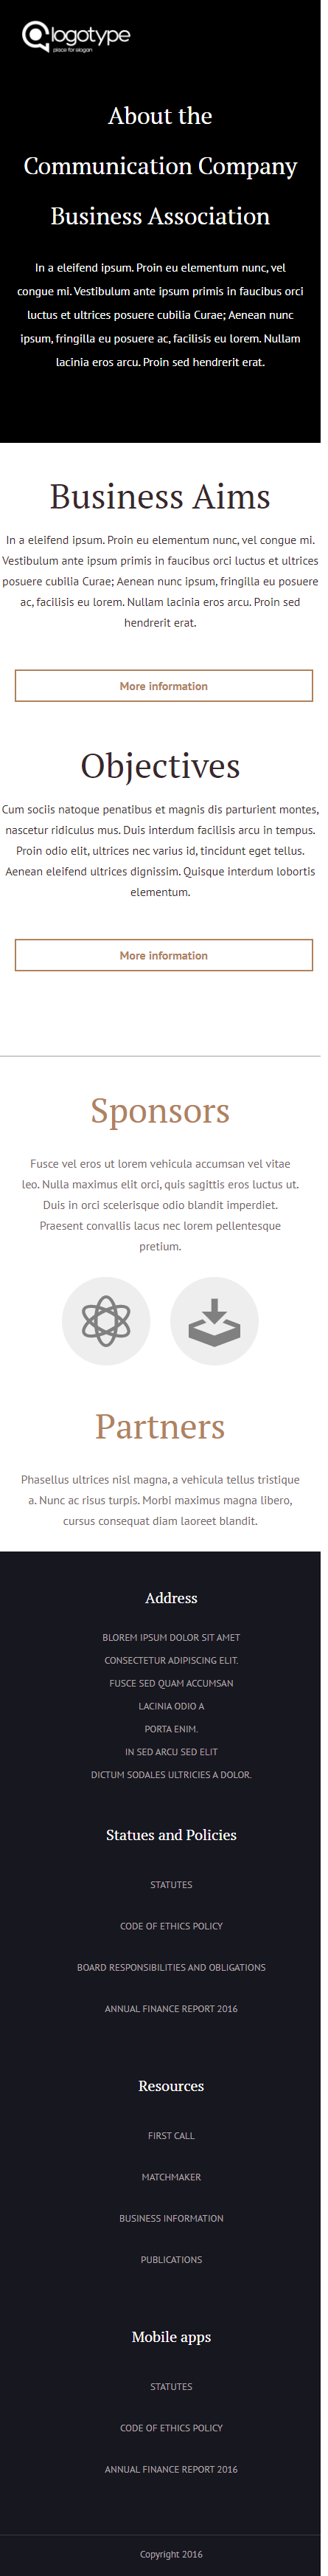 logotype
place for slogan
About the
Communication Company
Business Association
In a eleifend ipsum. Proin eu elementum nunc, vel
congue mi. Vestibulum ante ipsum primis in faucibus orci
luctus et ultrices posuere cubilia Curae; Aenean nunc
ipsum, fringilla eu posuere ac, facilisis eu lorem. Nullam
lacinia eros arcu. Proin sed hendrerit erat.
Business Aims
In a eleifend ipsum. Proin eu elementum nunc, vel congue mi.
Vestibulum ante ipsum primis in faucibus orci luctus et ultrices
posuere cubilia Curae; Aenean nunc ipsum, fringilla eu posuere
ac, facilisis eu lorem. Nullam lacinia eros arcu. Proin sed
hendrerit erat.
More information
Objectives
Cum sociis natoque penatibus et magnis dis parturient montes,
nascetur ridiculus mus. Duis interdum facilisis arcu in tempus.
Proin odio elit, ultrices nec varius id, tincidunt eget tellus.
Aenean eleifend ultrices dignissim. Quisque interdum lobortis
elementum.
More information
Sponsors
Fusce vel eros ut lorem vehicula accumsan vel vitae
leo. Nulla maximus elit orci, quis sagittis eros luctus ut.
Duis in orci scelerisque odio blandit imperdiet.
Praesent convallis lacus nec lorem pellentesque
pretium.
Partners
Phasellus ultrices nisl magna, a vehicula tellus tristique
a. Nunc ac risus turpis. Morbi maximus magna libero,
cursus consequat diam laoreet blandit.
Address
BLOREM IPSUM DOLOR SIT AMET
CONSECTETUR ADIPISCING ELIT.
FUSCE SED QUAM ACCUMSAN
LACINIA ODIO A
PORTA ENIM.
IN SED ARCU SED ELIT
DICTUM SODALES ULTRICIES A DOLOR.
Statues and Policies
STATUTES
CODE OF ETHICS POLICY
BOARD RESPONSIBILITIES AND OBLIGATIONS
ANNUAL FINANCE REPORT 2016
Resources
FIRST CALL
MATCHMAKER
BUSINESS INFORMATION
PUBLICATIONS
Mobile apps
STATUTES
CODE OF ETHICS POLICY
ANNUAL FINANCE REPORT 2016
Copyright 2016